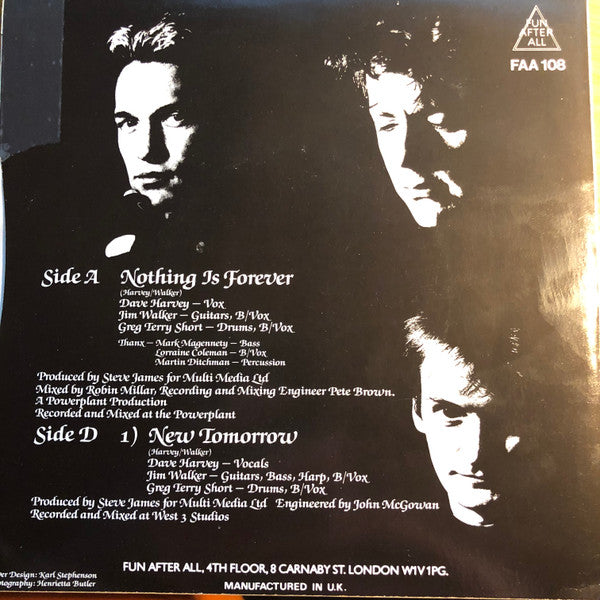 FUN
AFTER
ALL
FAA 108
Side A Nothing Is Forever
(Harvey/Walker)
Dave Harvey – Vox
Jim Walker – Guitars, B/Vox
Greg Terry Short – Drums, B/Vox
Thanx – Mark Magennety – Bass
Lorraine Coleman – B/Vox
Martin Ditchman – Percussion
Produced by Steve James for Multi Media Ltd
Mixed by Robin Millar, Recording and Mixing Engineer Pete Brown.
A Powerplant Production
Recorded and Mixed at the Powerplant
Side D 1) New Tomorrow
(Harvey/Walker)
Dave Harvey – Vocals
Jim Walker – Guitars, Bass, Harp, B/Vox
Greg Terry Short – Drums, B/Vox
Produced by Steve James for Multi Media Ltd Engineered by John McGowan
Recorded and Mixed at West 3 Studios
FUN AFTER ALL, 4TH FLOOR, 8 CARNABY ST. LONDON W1V 1PG.
er Design: Karl Stephenson
tography: Henrietta Butler
MANUFACTURED IN U.K.